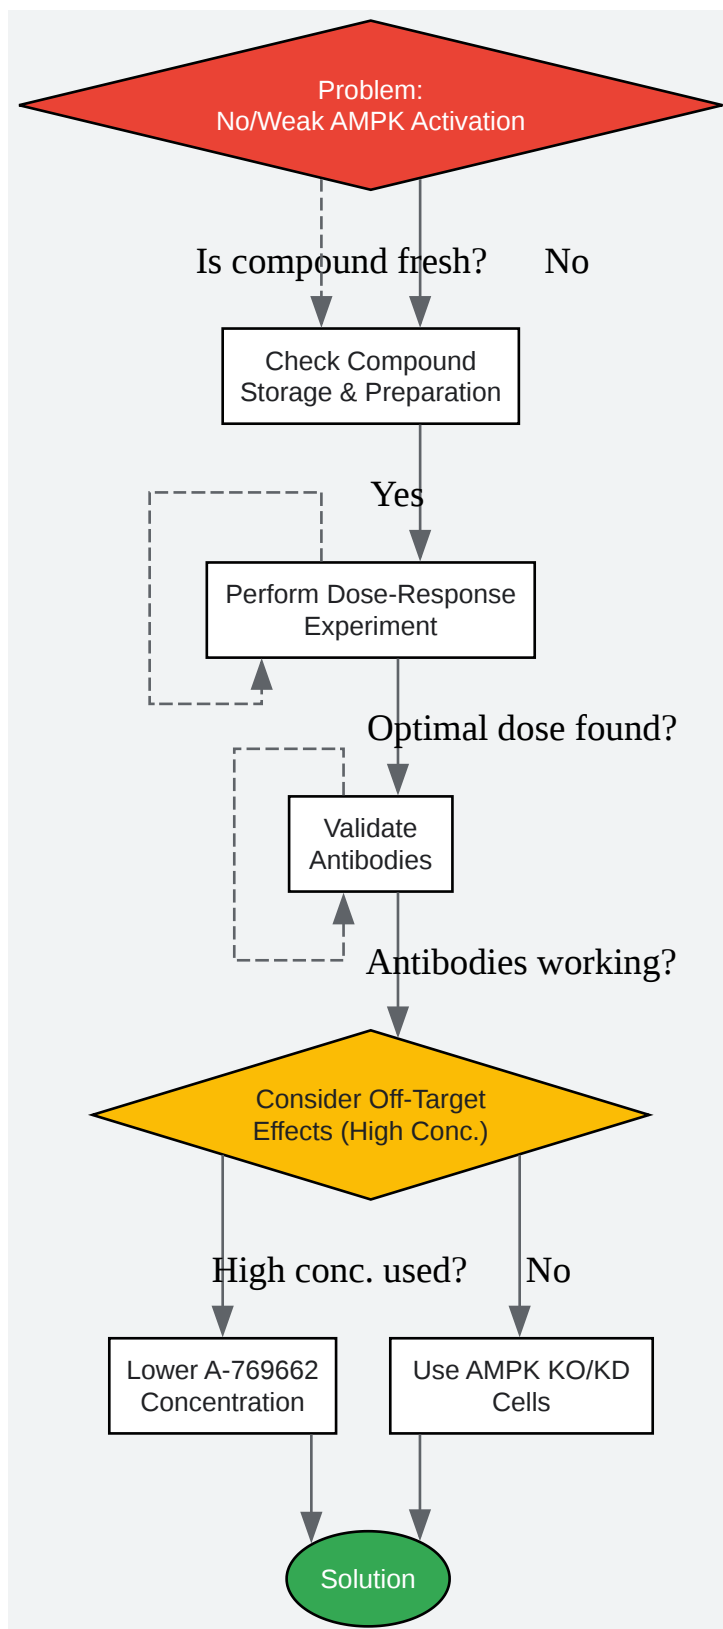 Problem:
No/Weak AMPK Activation
Is compound fresh?
No
Check Compound
Storage & Preparation
Yes
Perform Dose-Response
Experiment
Optimal dose found?
Validate
Antibodies
Antibodies working?
Consider Off-Target
Effects (High Conc.)
High conc. used?
No
Lower A-769662
Concentration
Use AMPK KO/KD
Cells
Solution